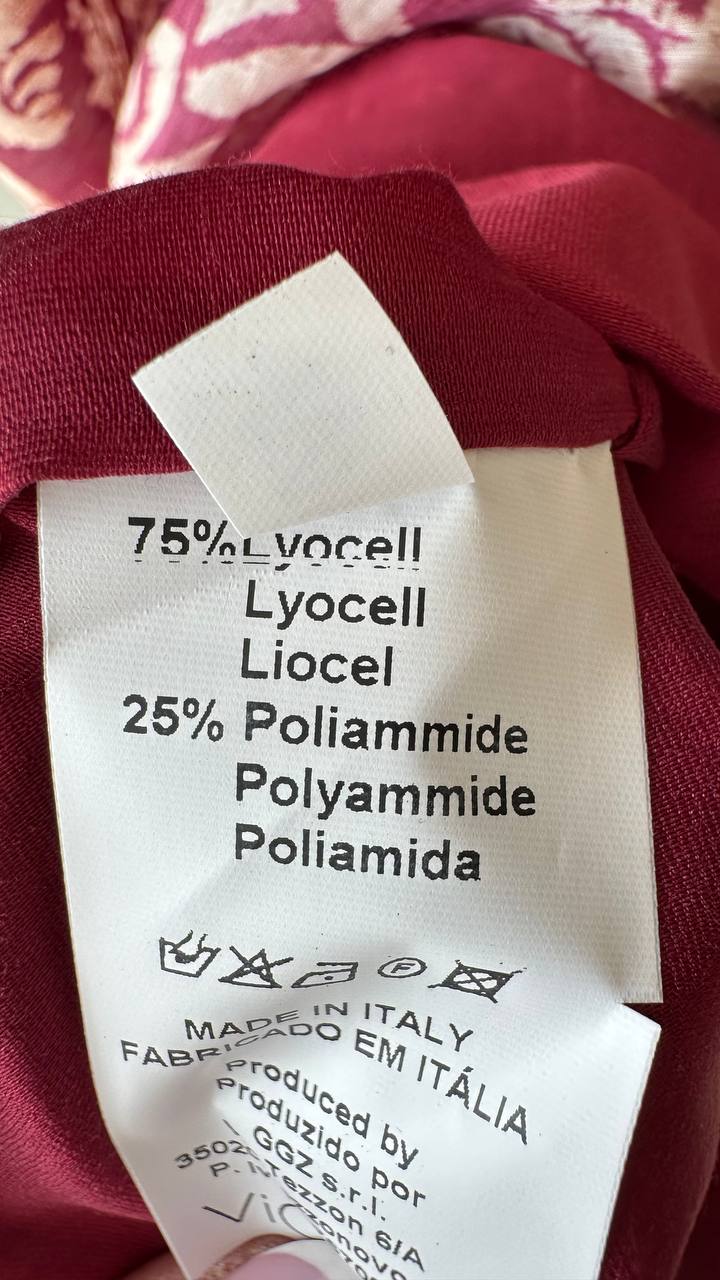 75% Lyocell
Lyocell
Liocel
25% Poliammide
Polyammide
Poliamida
F
MADE IN ITALY
FABRICADO EM ITÁLIA
Produced by
Produzido por
GGZ s.r.l.
6/A